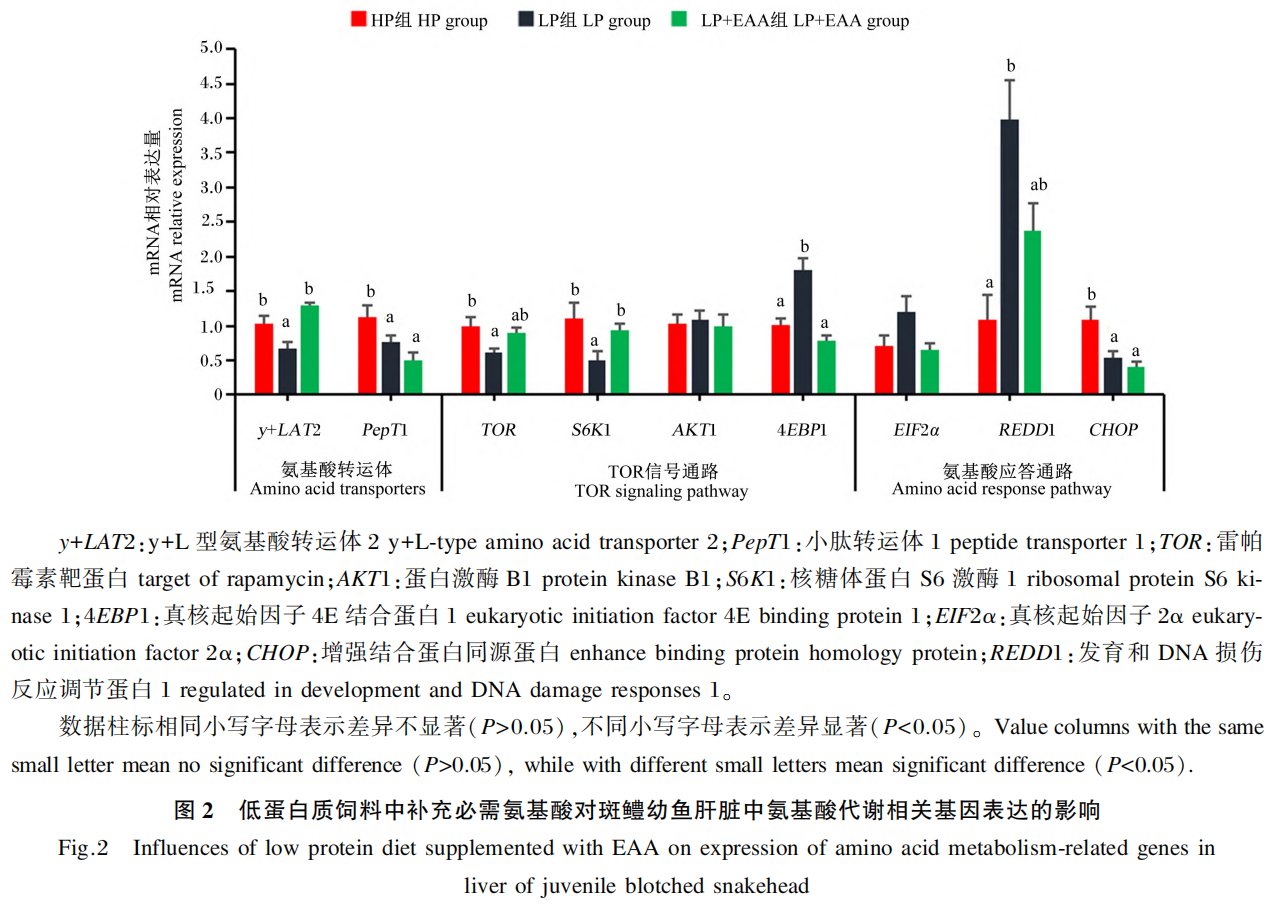 HP组 HP group LP组 LP group LP+EAA组 LP+EAA group
mRNA相对表达量
mRNA relative expression
5.0
4.5
4.0
3.5
3.0
2.5
2.0
1.5
1.0
0.5
0
b a b
b a a
b a ab
b a b
a b a
a b ab
b a a
y+LAT2 PepT1 TOR S6K1 AKT1 4EBP1 EIF2α REDD1 CHOP
氨基酸转运体 TOR信号通路 氨基酸应答通路
Amino acid transporters TOR signaling pathway Amino acid response pathway
y+LAT2:y+L 型氨基酸转运体 2 y+L-type amino acid transporter 2;PepT1:小肽转运体 1 peptide transporter 1;TOR:雷帕
霉素靶蛋白 target of rapamycin;AKT1:蛋白激酶 B1 protein kinase B1;S6K1:核糖体蛋白 S6 激酶 1 ribosomal protein S6 ki-
nase 1;4EBP1:真核起始因子 4E 结合蛋白 1 eukaryotic initiation factor 4E binding protein 1;EIF2α:真核起始因子 2α eukary-
otic initiation factor 2α;CHOP:增强结合蛋白同源蛋白 enhance binding protein homology protein;REDD1:发育和 DNA 损伤
反应调节蛋白 1 regulated in development and DNA damage responses 1。
数据柱标相同小写字母表示差异不显著(P>0.05),不同小写字母表示差异显著(P<0.05)。Value columns with the same
small letter mean no significant difference (P>0.05), while with different small letters mean significant difference (P<0.05).
图 2 低蛋白质饲料中补充必需氨基酸对斑鳢幼鱼肝脏中氨基酸代谢相关基因表达的影响
Fig.2 Influences of low protein diet supplemented with EAA on expression of amino acid metabolism-related genes in
liver of juvenile blotched snakehead